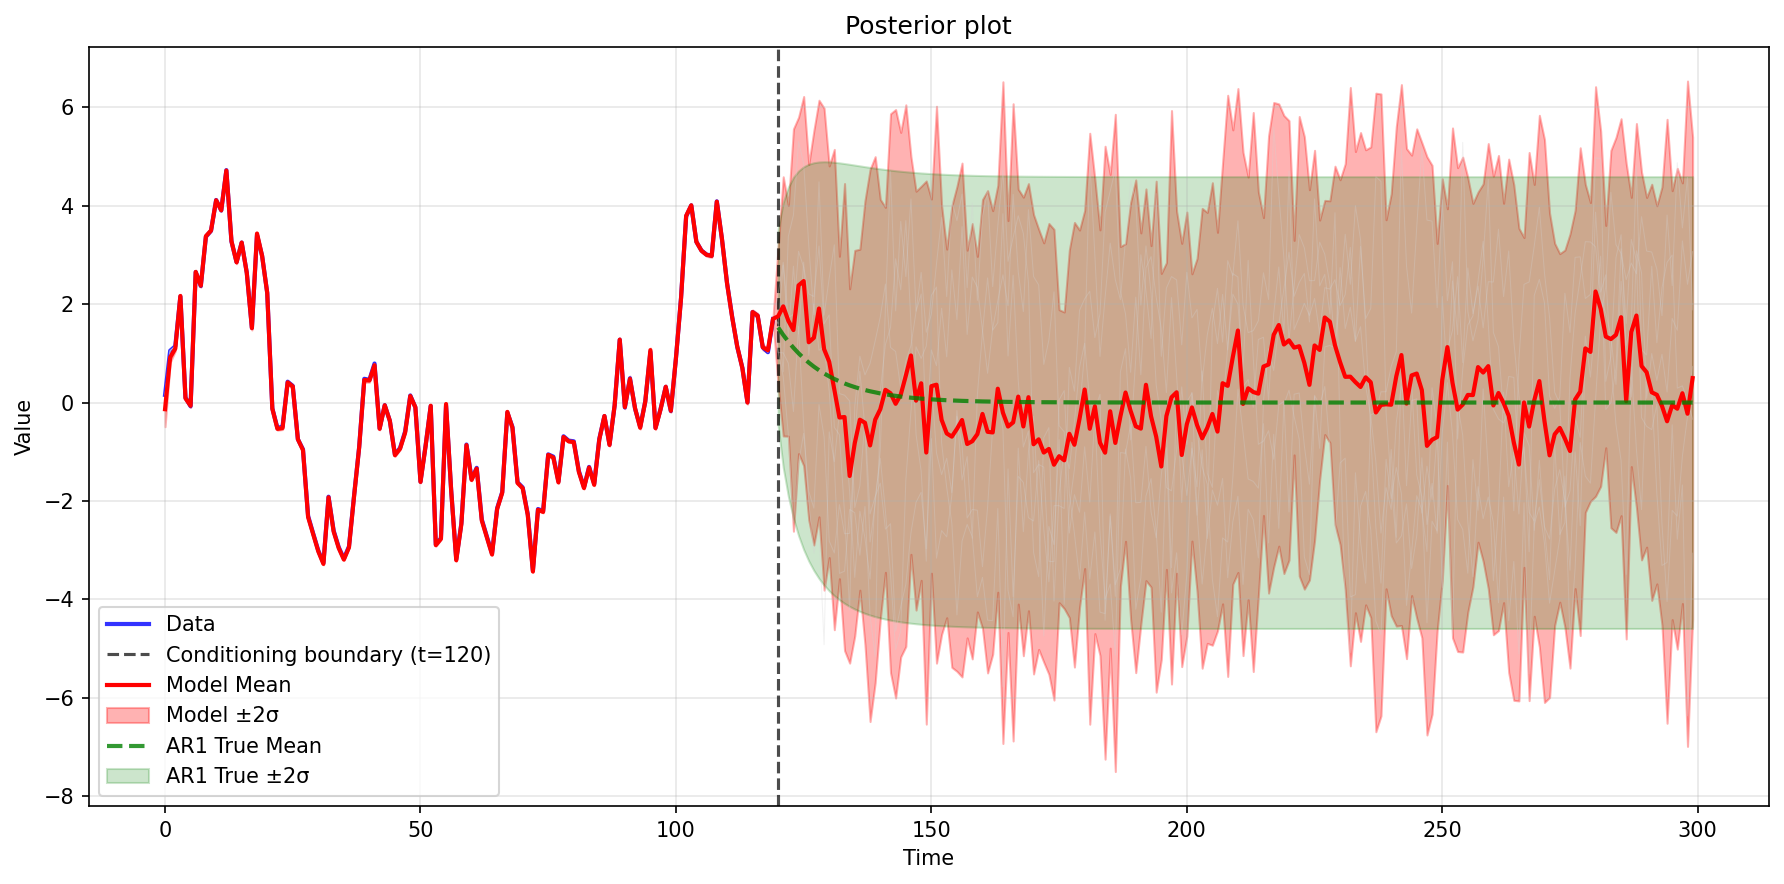 Posterior plot
Value
6
4
2
0
−2
−4
−6
−8
Data
Conditioning boundary (t=120)
Model Mean
Model ±2σ
AR1 True Mean
AR1 True ±2σ
0 50 100 150 200 250 300
Time